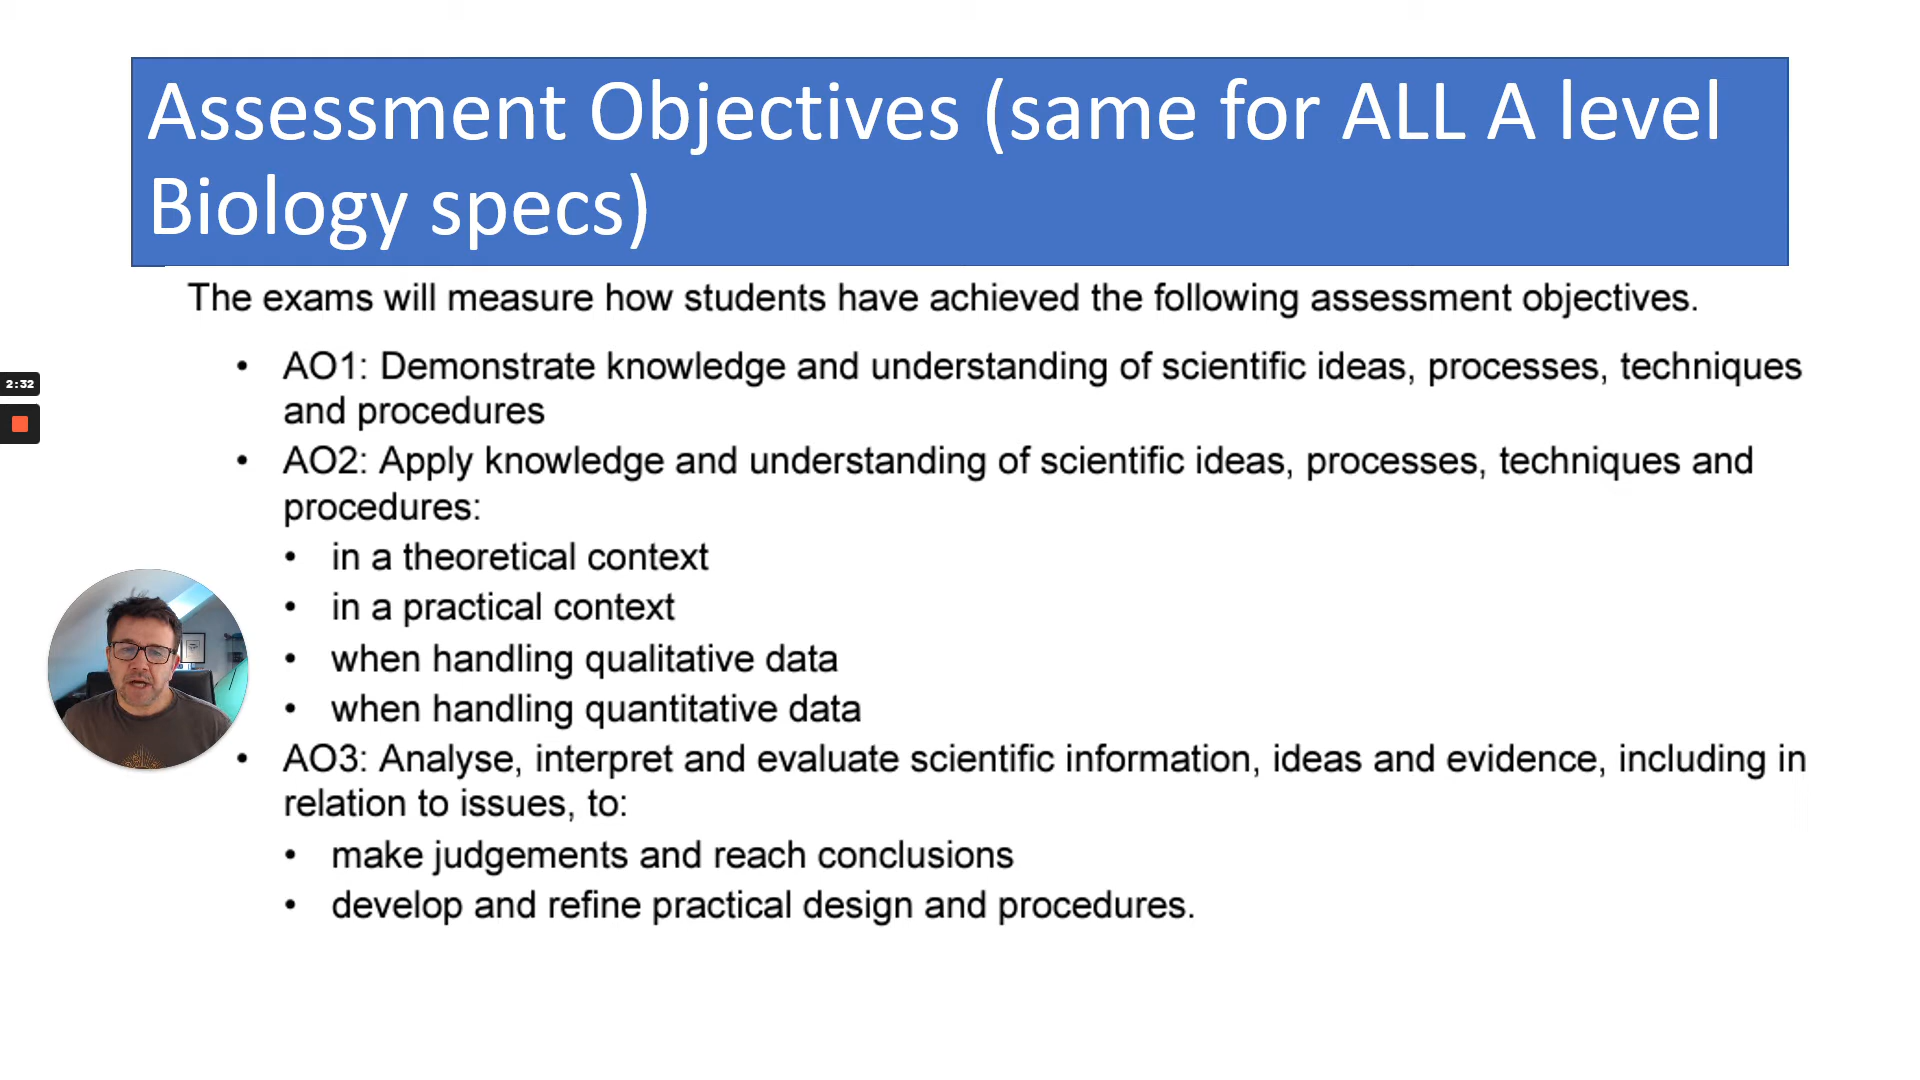 Assessment Objectives (same for ALL A level
Biology specs)
The exams will measure how students have achieved the following assessment objectives.
• AO1: Demonstrate knowledge and understanding of scientific ideas, processes, techniques
and procedures
2:32
• AO2: Apply knowledge and understanding of scientific ideas, processes, techniques and
procedures:
• in a theoretical context
• in a practical context
• when handling qualitative data
• when handling quantitative data
• AO3: Analyse, interpret and evaluate scientific information, ideas and evidence, including in
relation to issues, to:
• make judgements and reach conclusions
• develop and refine practical design and procedures.